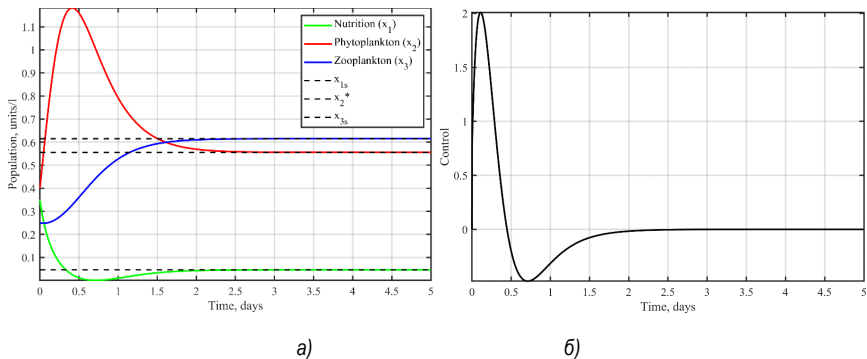 1.1
1
0.9
0.8
0.7
0.6
0.5
0.4
0.3
0.2
0.1
Population, units/l
0 0.5 1 1.5 2 2.5 3 3.5 4 4.5 5
Time, days
Nutrition (x1)
Phytoplankton (x2)
Zooplankton (x3)
x1s
x2*
x3s
а)
2
1.5
1
0.5
0
Control
0 0.5 1 1.5 2 2.5 3 3.5 4 4.5 5
Time, days
б)